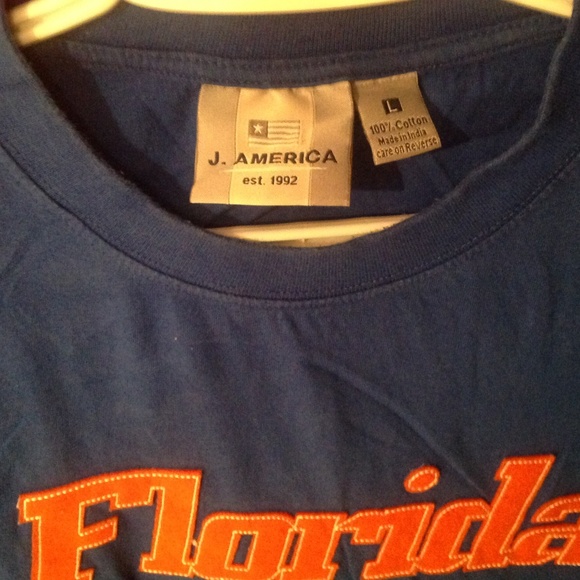 J. AMERICA
est. 1992
L
100% Cotton
Made in India
care on Reverse
Florida